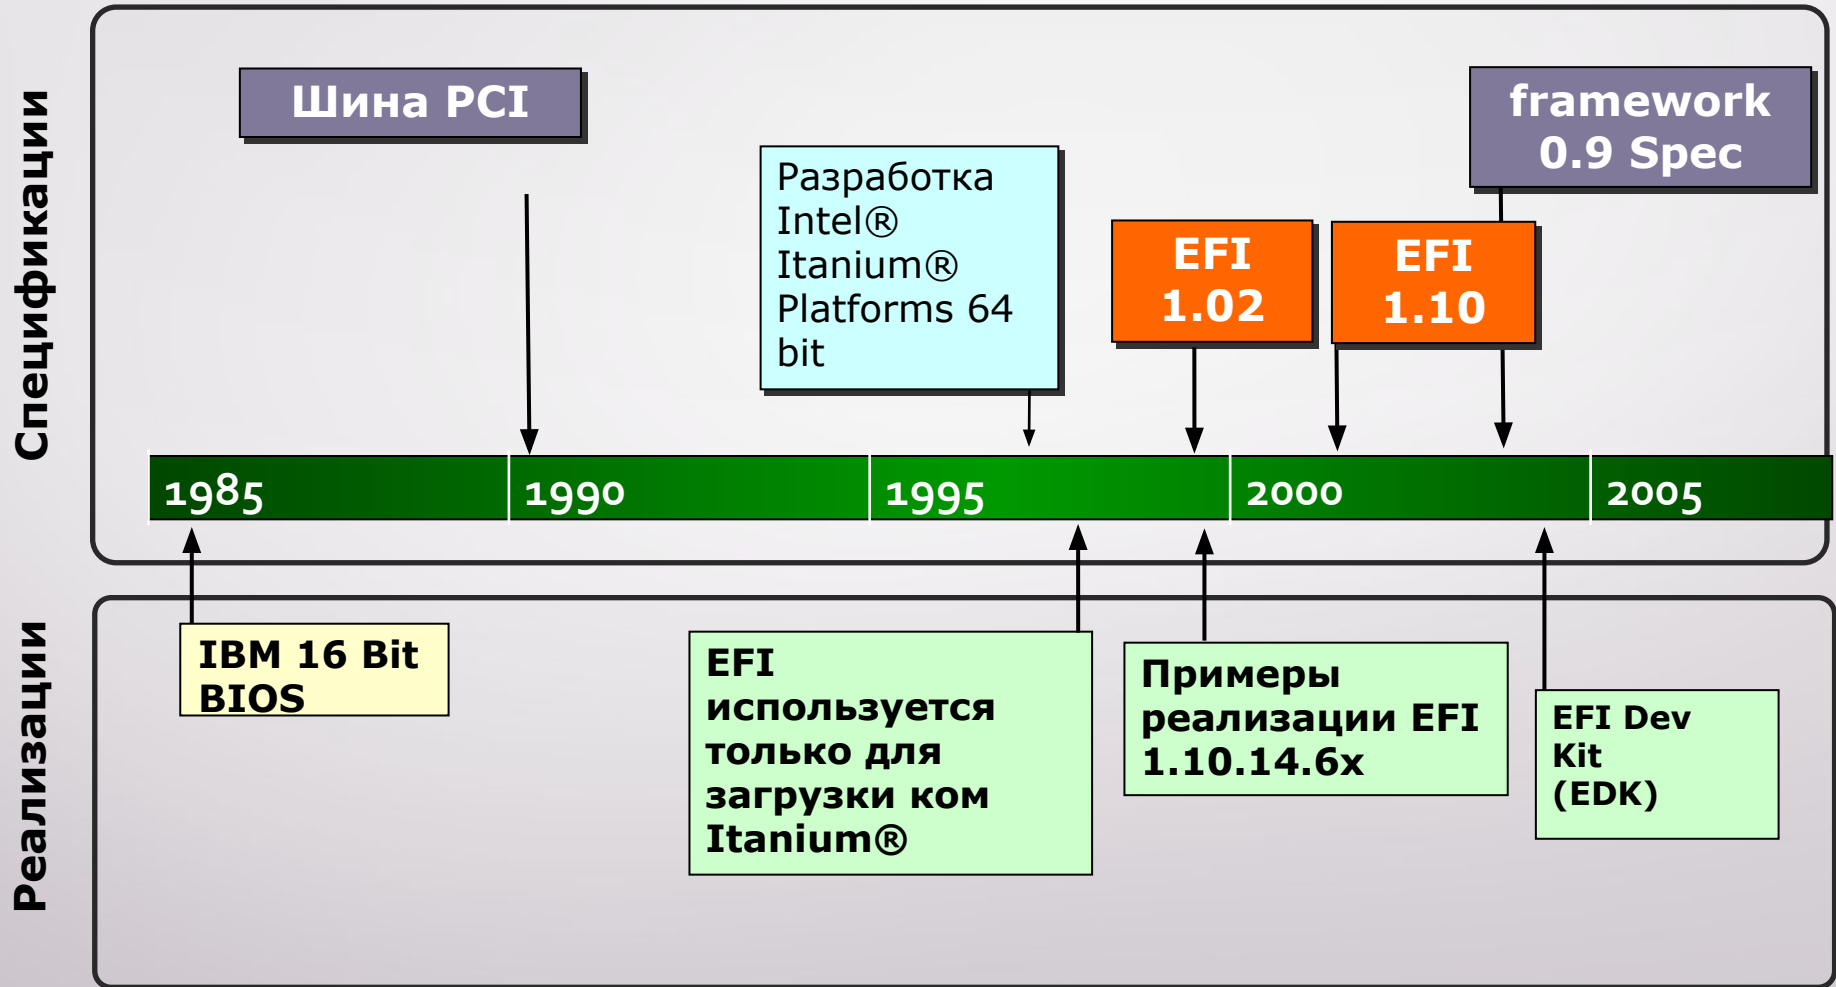 Спецификации
Шина PCI
Разработка
Intel®
Itanium®
Platforms 64
bit
EFI
1.02
EFI
1.10
framework
0.9 Spec
1985
1990
1995
2000
2005
Реализации
IBM 16 Bit
BIOS
EFI
используется
только для
загрузки ком
Itanium®
Примеры
реализации EFI
1.10.14.6x
EFI Dev
Kit
(EDK)